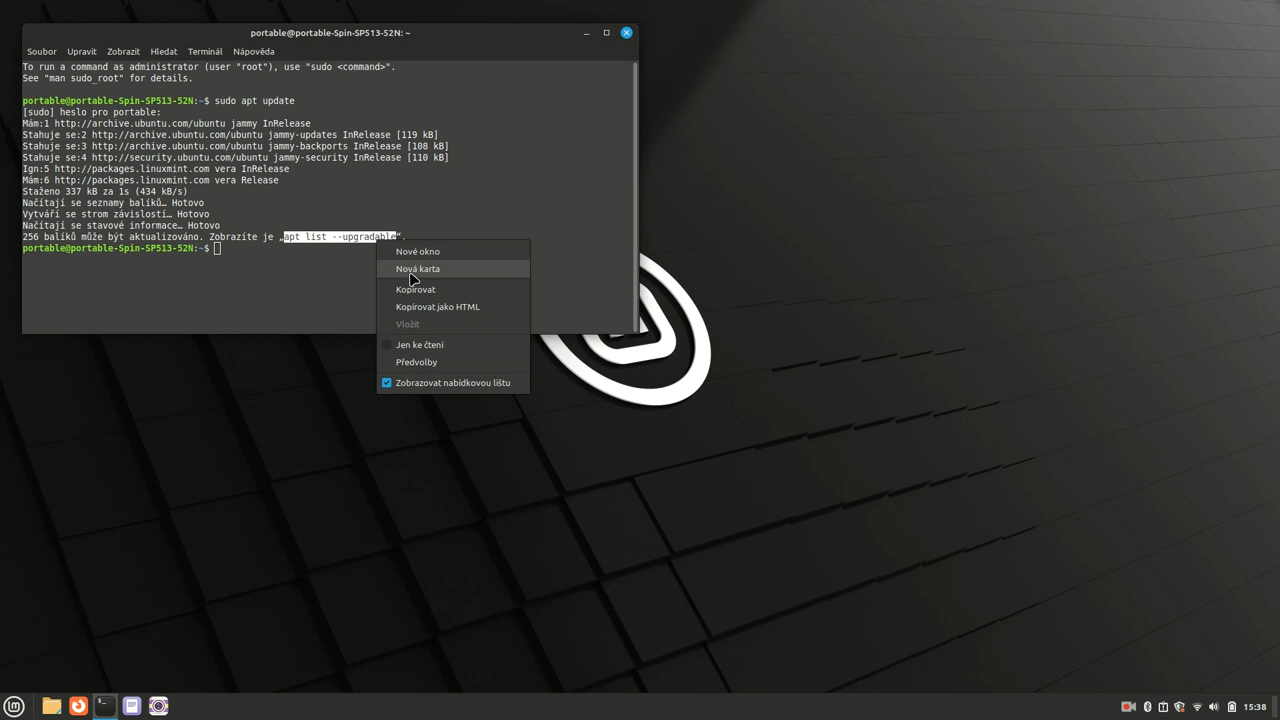 portable@portable-Spin-SP513-52N: ~
Soubor Upravit Zobrazit Hledat Terminál Nápověda
To run a command as administrator (user "root"), use "sudo <command>".
See "man sudo_root" for details.
portable@portable-Spin-SP513-52N:~$ sudo apt update
[sudo] heslo pro portable:
Mám:1 http://archive.ubuntu.com/ubuntu jammy InRelease
Stahuje se:2 http://archive.ubuntu.com/ubuntu jammy-updates InRelease [119 kB]
Stahuje se:3 http://archive.ubuntu.com/ubuntu jammy-backports InRelease [108 kB]
Stahuje se:4 http://security.ubuntu.com/ubuntu jammy-security InRelease [110 kB]
Ign:5 http://packages.linuxmint.com vera InRelease
Mám:6 http://packages.linuxmint.com vera Release
Staženo 337 kB za 1s (434 kB/s)
Načítají se seznamy balíků… Hotovo
Vytváří se strom závislostí… Hotovo
Načítají se stavové informace… Hotovo
256 balíků může být aktualizováno. Zobrazíte je „apt list --upgradable“.
portable@portable-Spin-SP513-52N:~$
Nové okno
Nová karta
Kopírovat
Kopírovat jako HTML
Vložit
Jen ke čtení
Předvolby
Zobrazovat nabídkovou lištu
15:38